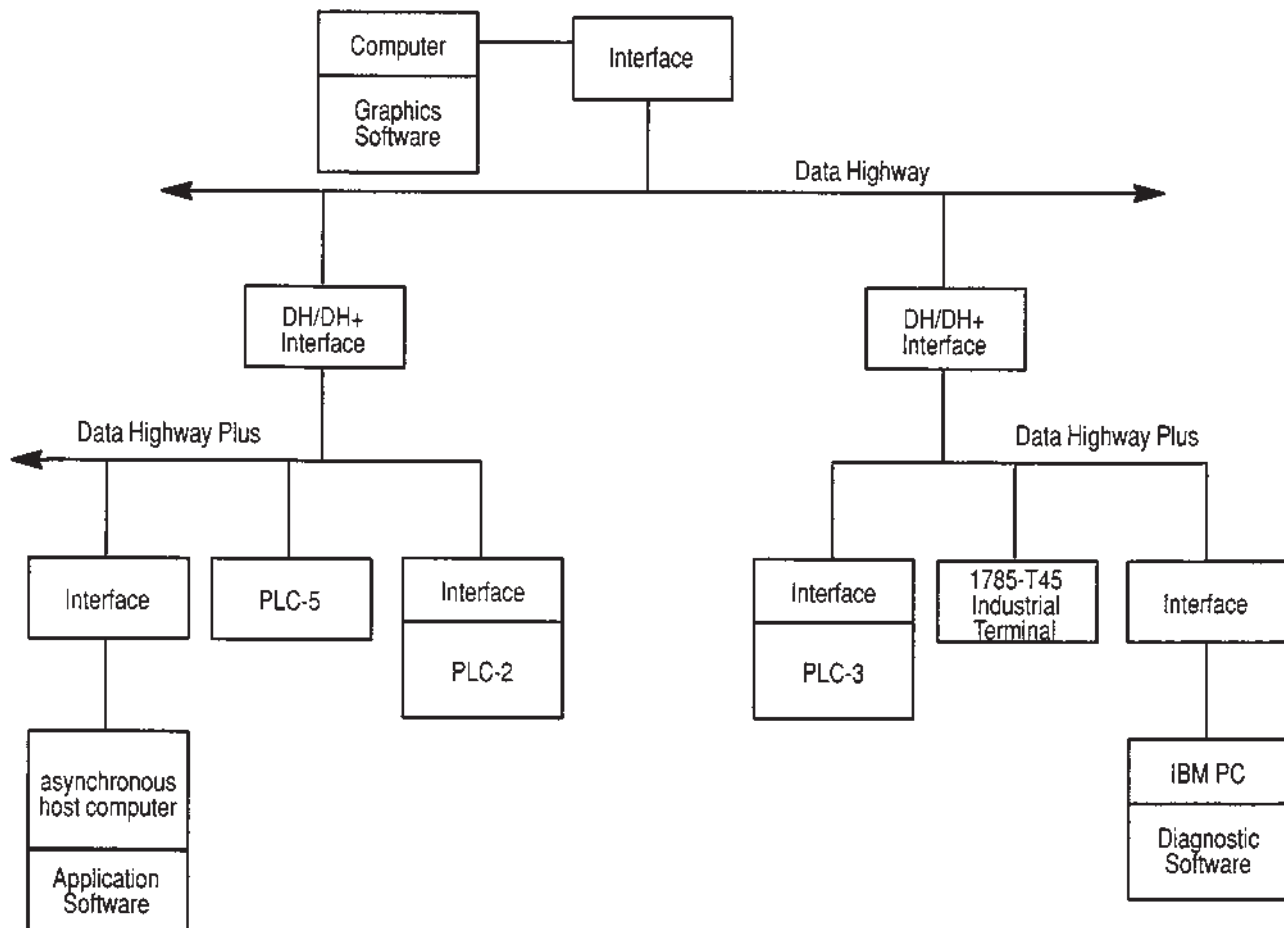 Computer
Interface
Graphics
Software
Data Highway
DH/DH+
Interface
DH/DH+
Interface
Data Highway Plus
Data Highway Plus
Interface
PLC-5
Interface
PLC-2
Interface
PLC-3
1785-T45
Industrial
Terminal
Interface
asynchronous
host computer
Application
Software
IBM PC
Diagnostic
Software